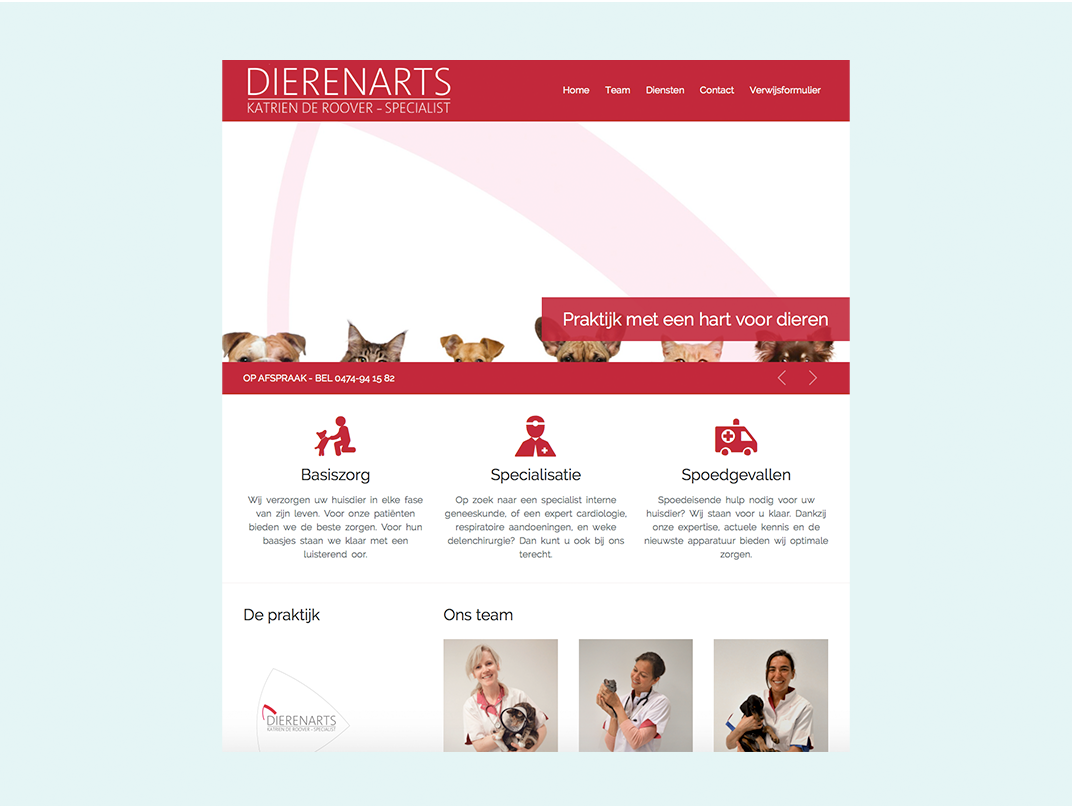 DIERENARTS
KATRIEN DE ROOVER – SPECIALIST
Home Team Diensten Contact Verwijsformulier
Praktijk met een hart voor dieren
OP AFSPRAAK - BEL 0474-94 15 82
Basiszorg
Wij verzorgen uw huisdier in elke fase
van zijn leven. Voor onze patiënten
bieden we de beste zorgen. Voor hun
baasjes staan we klaar met een
luisterend oor.
Specialisatie
Op zoek naar een specialist interne
geneeskunde, of een expert cardiologie,
respiratoire aandoeningen, en weke
delenchirurgie? Dan kunt u ook bij ons
terecht.
Spoedgevallen
Spoedeisende hulp nodig voor uw
huisdier? Wij staan voor u klaar. Dankzij
onze expertise, actuele kennis en de
nieuwste apparatuur bieden wij optimale
zorgen.
De praktijk
DIERENARTS
KATRIEN DE ROOVER – SPECIALIST
Ons team